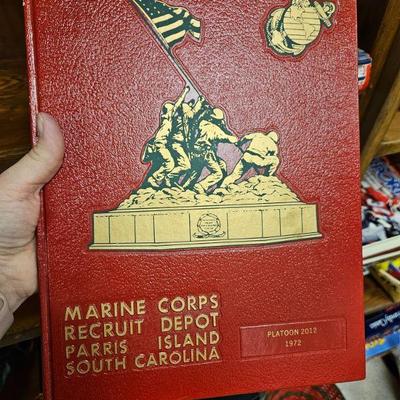 MARINE CORPS
RECRUIT DEPOT
PARRIS ISLAND
SOUTH CAROLINA
PLATOON 2012
1972